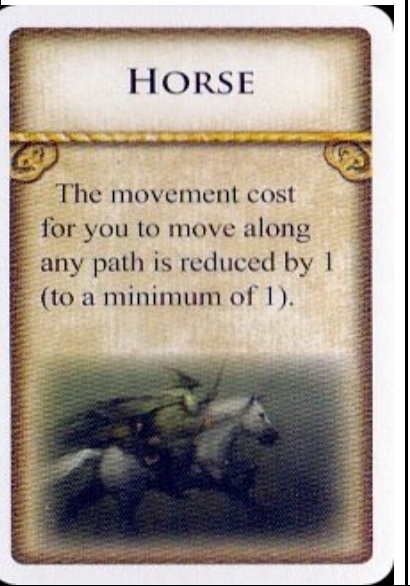 HORSE
The movement cost
for you to move along
any path is reduced by 1
(to a minimum of 1).